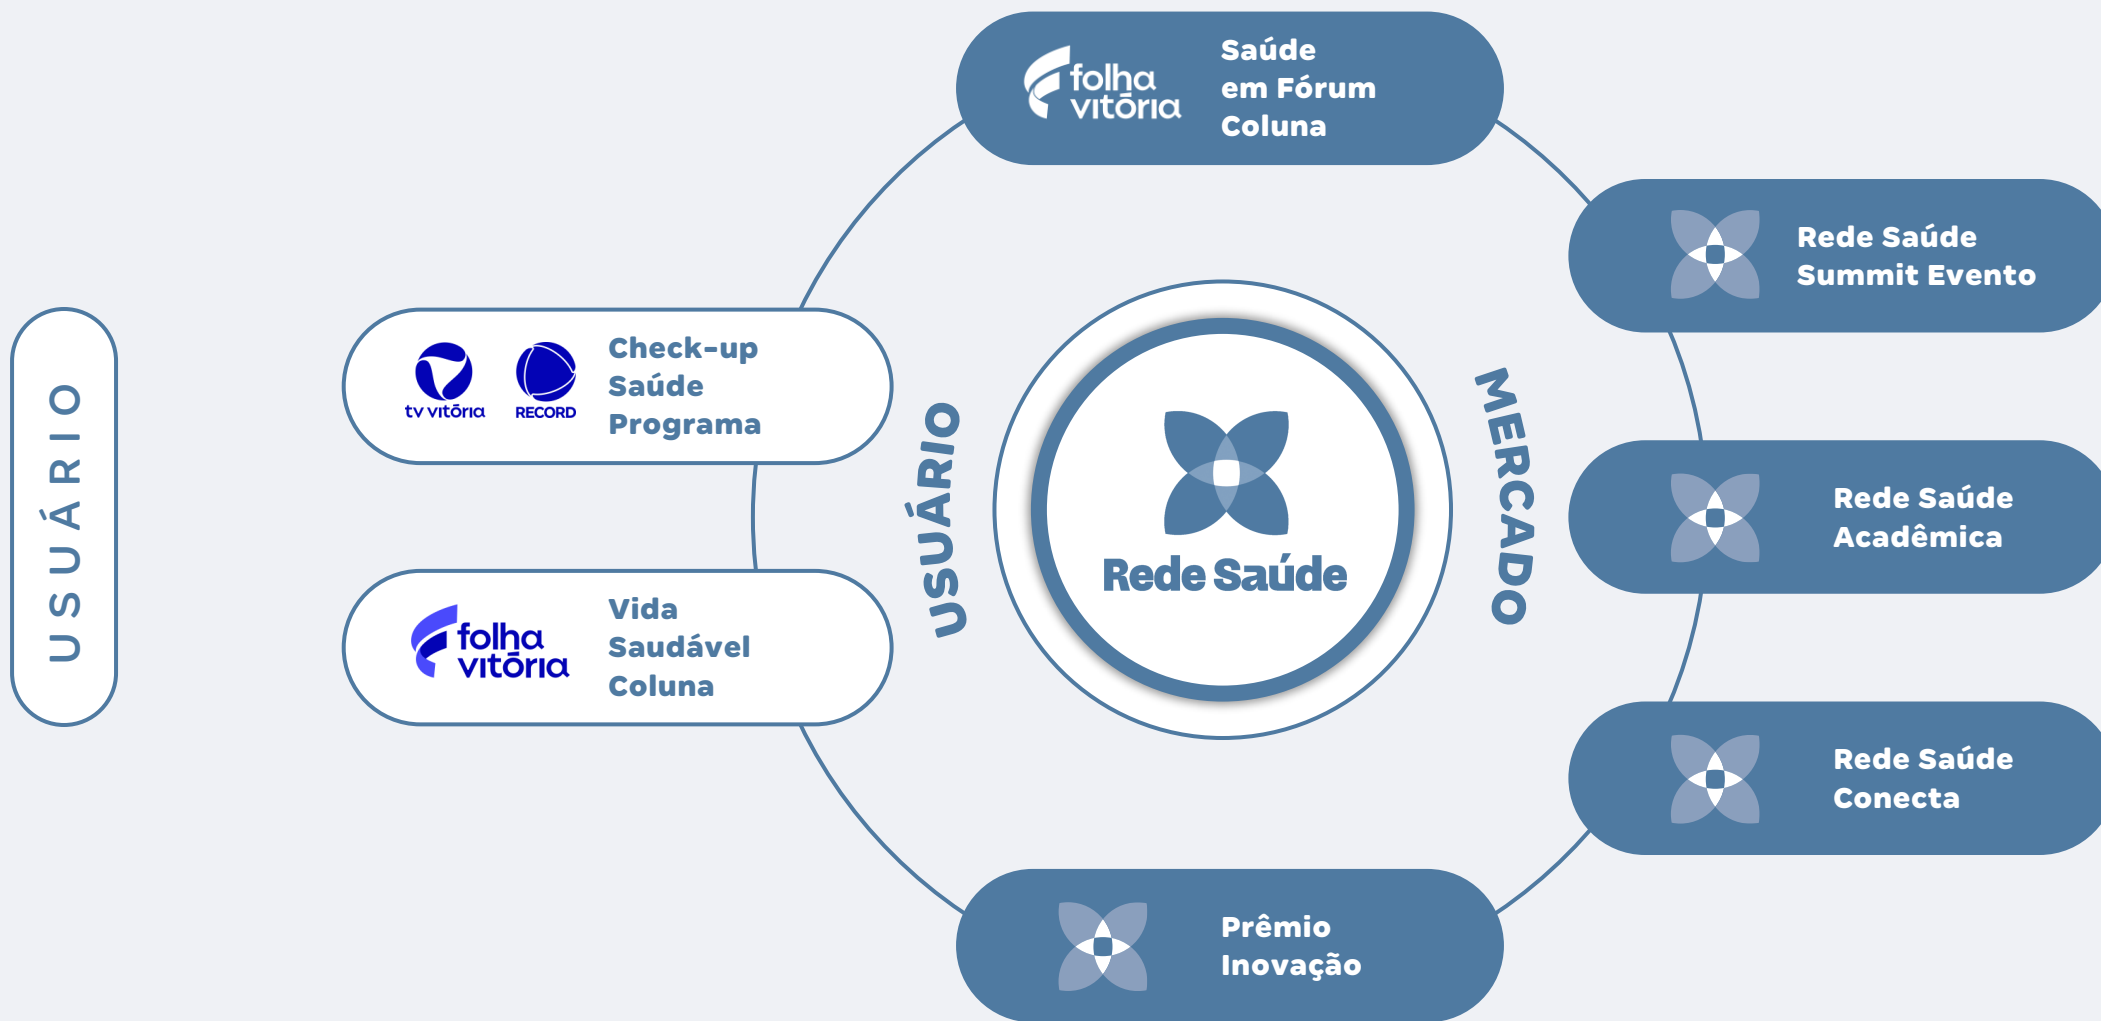 folha
vitória
Saúde
em Fórum
Coluna
Rede Saúde
Summit Evento
USUÁRIO
tv vitória
RECORD
Check-up
Saúde
Programa
USUÁRIO
Rede Saúde
MERCADO
Rede Saúde
Acadêmica
folha
vitória
Vida
Saudável
Coluna
Rede Saúde
Conecta
Prêmio
Inovação